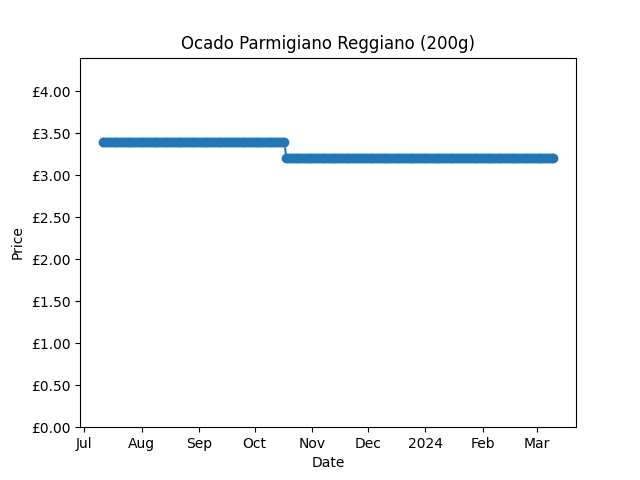 Ocado Parmigiano Reggiano (200g)
£4.00
£3.50
£3.00
£2.50
£2.00
£1.50
£1.00
£0.50
£0.00
Price
Jul Aug Sep Oct Nov Dec 2024 Feb Mar
Date